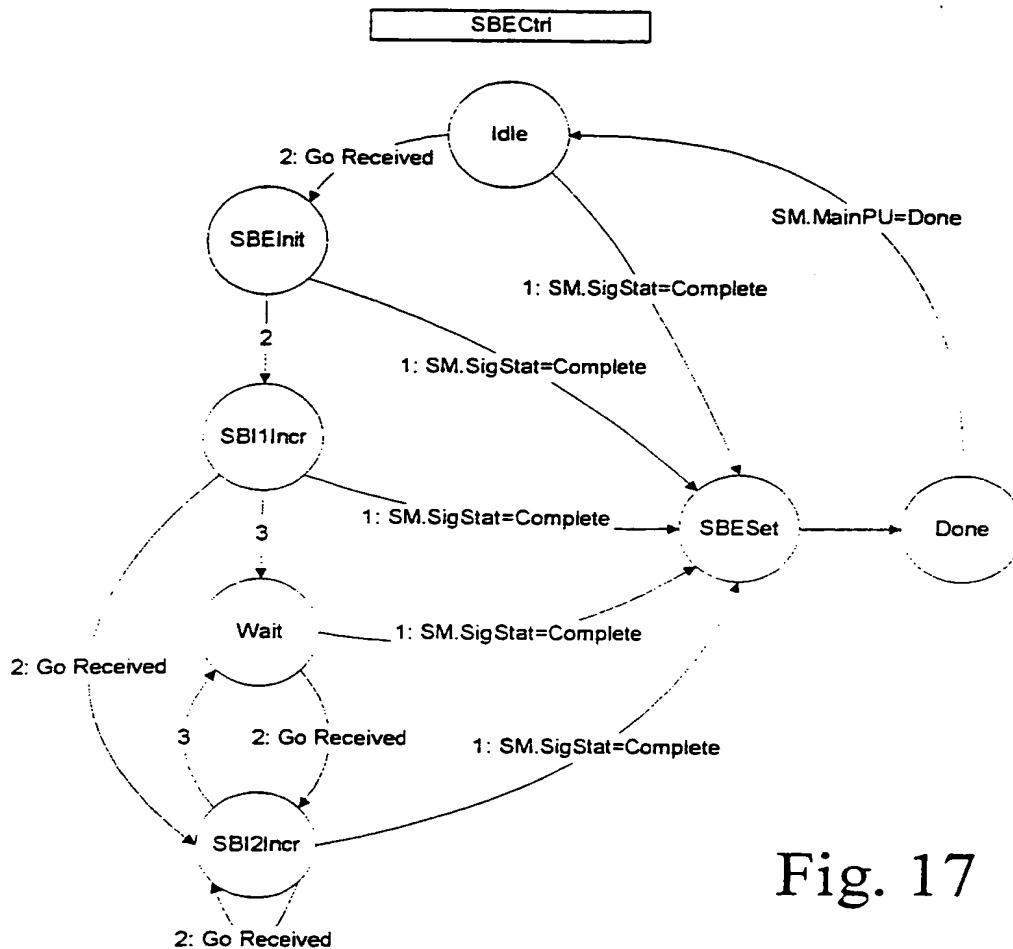 SBECtrl
Idle
2: Go Received
SM.MainPU=Done
SBEInit
1: SM.SigStat=Complete
2
1: SM.SigStat=Complete
SBI1Incr
1: SM.SigStat=Complete
3
SBESet
Done
Wait
1: SM.SigStat=Complete
2: Go Received
3
2: Go Received
1: SM.SigStat=Complete
SBI2Incr
Fig. 17
2: Go Received